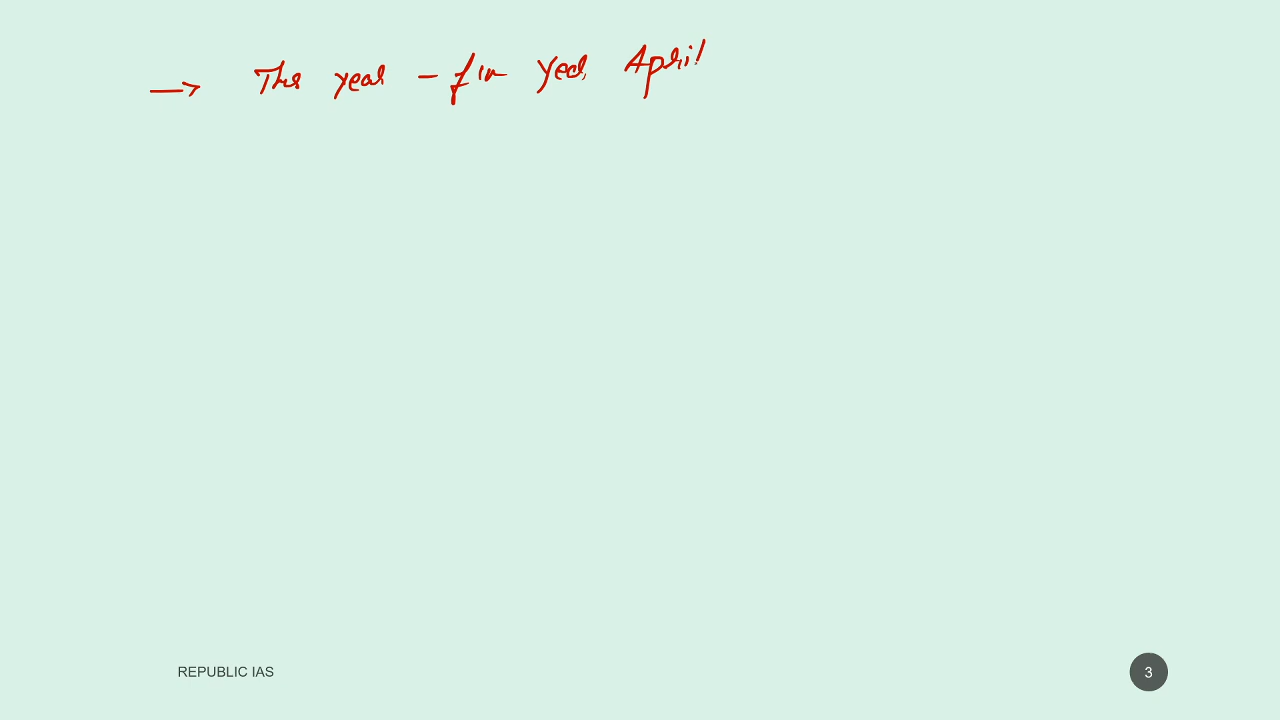 → The year - fin year April
REPUBLIC IAS
3